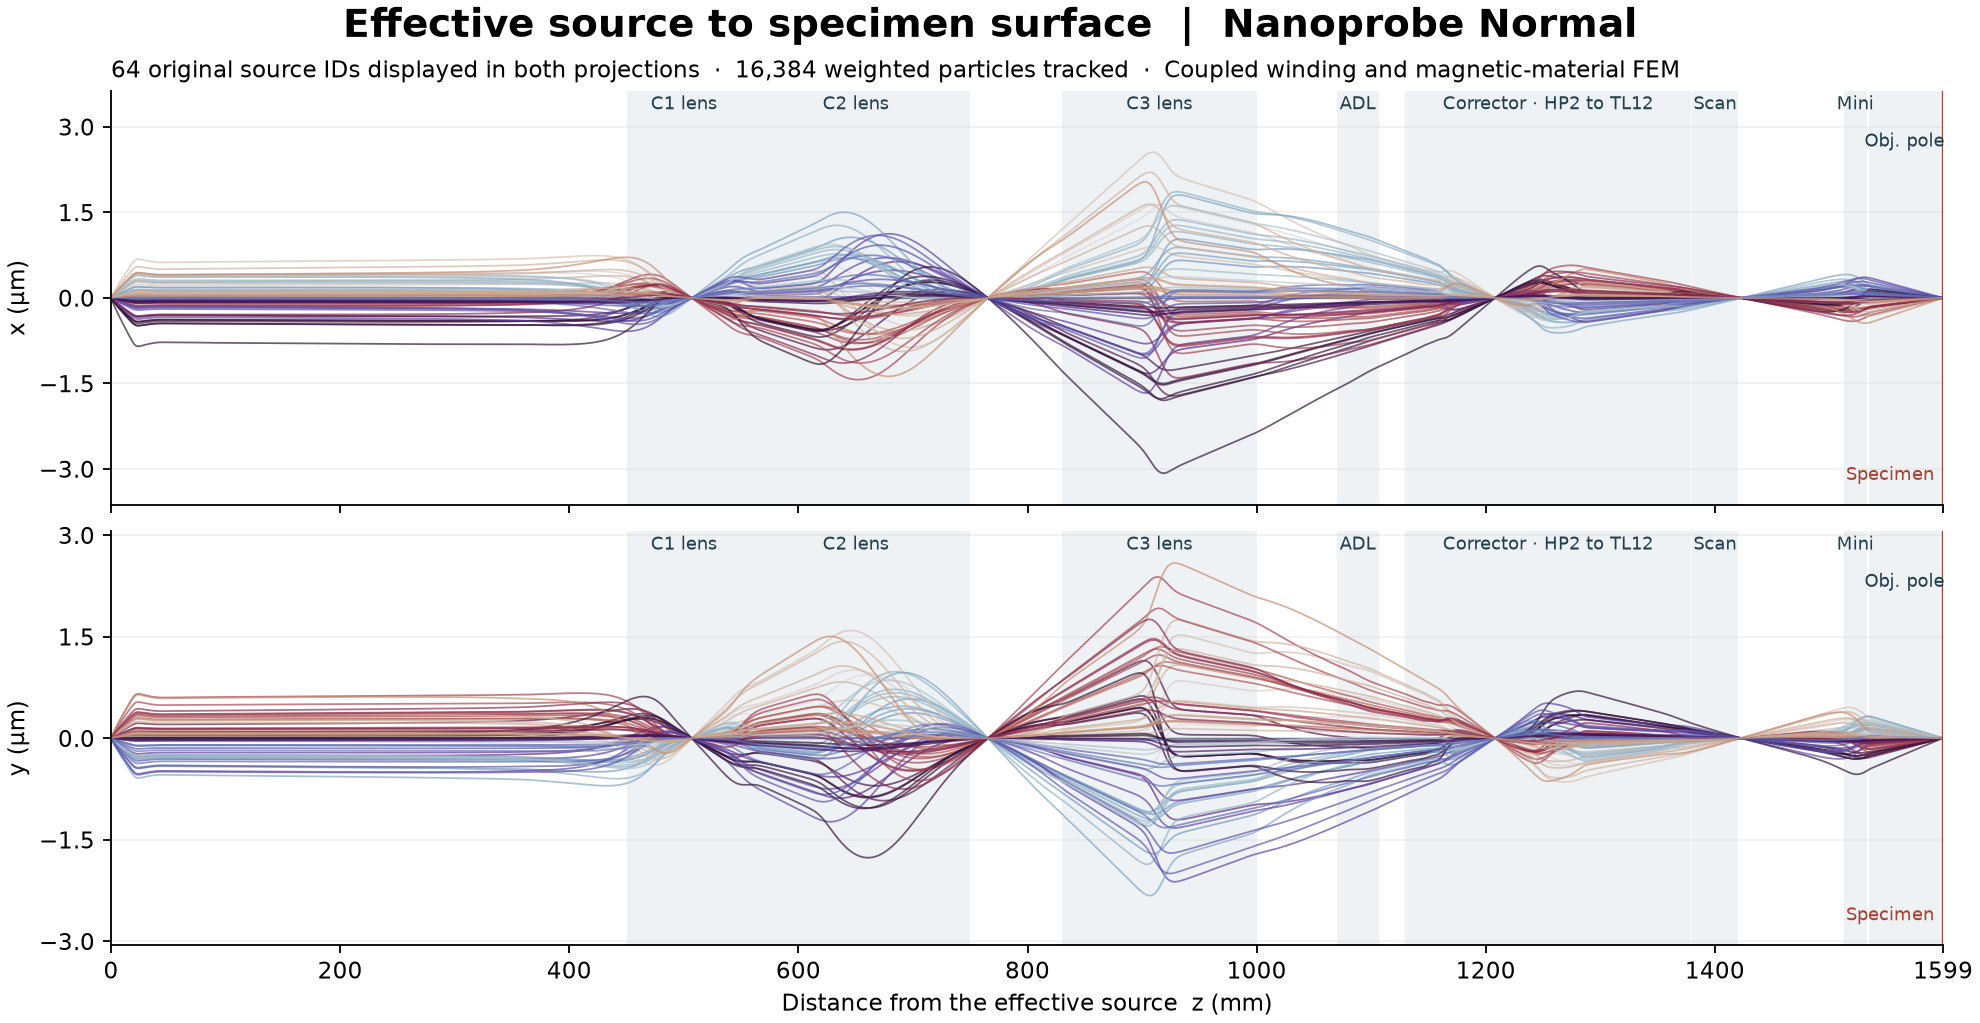 Effective source to specimen surface | Nanoprobe Normal
64 original source IDs displayed in both projections · 16,384 weighted particles tracked · Coupled winding and magnetic-material FEM
C1 lens C2 lens C3 lens ADL Corrector · HP2 to TL12 Scan Mini
Obj. pole
3.0
1.5
0.0
−1.5
−3.0
x (μm)
Specimen
C1 lens C2 lens C3 lens ADL Corrector · HP2 to TL12 Scan Mini
Obj. pole
3.0
1.5
0.0
−1.5
−3.0
y (μm)
Specimen
0 200 400 600 800 1000 1200 1400 1599
Distance from the effective source z (mm)